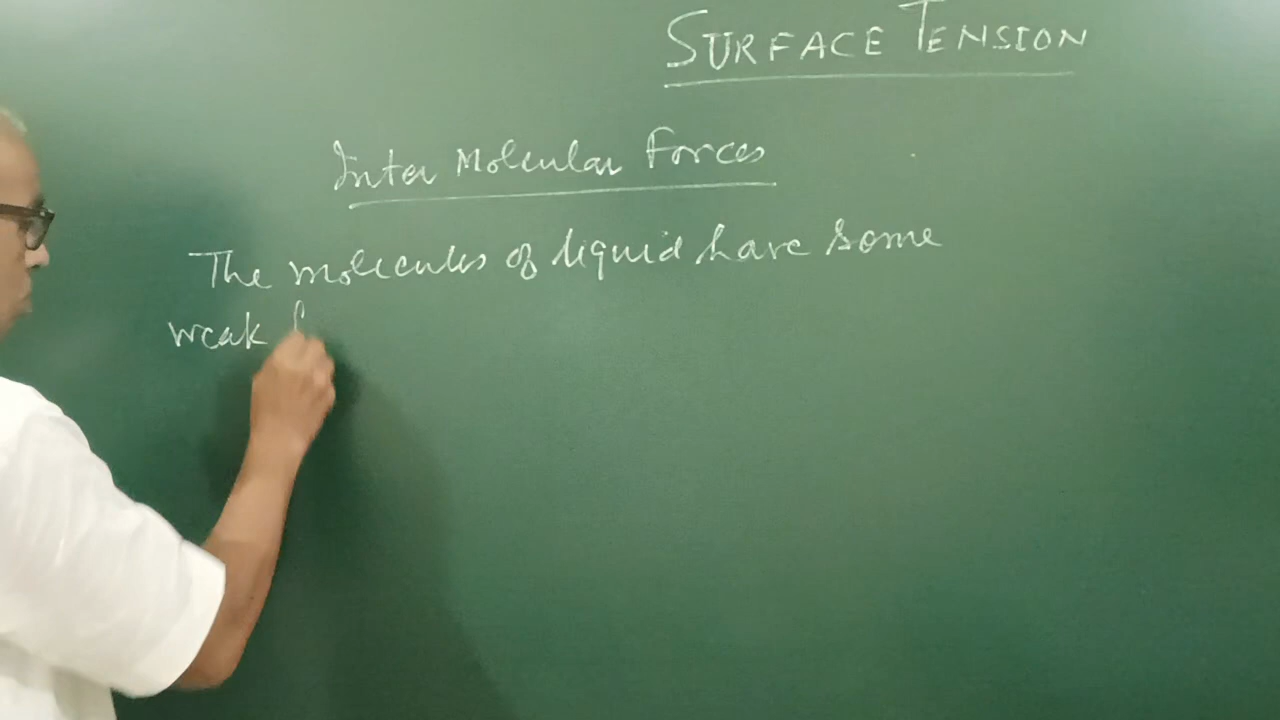 SURFACE TENSION
Inter Molecular Forces
The molecules of liquid have some
weak f